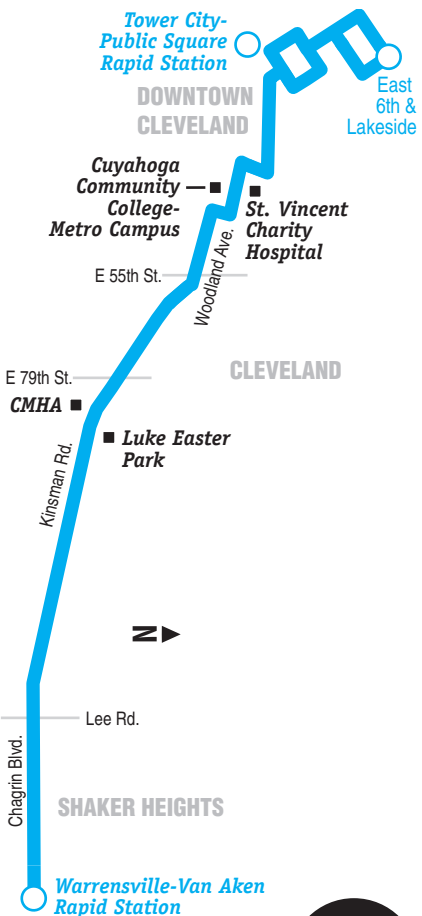 Tower City-
Public Square
Rapid Station
East
6th &
Lakeside
DOWNTOWN
CLEVELAND
Cuyahoga
Community
College-
Metro Campus
St. Vincent
Charity
Hospital
Woodland Ave.
E 55th St.
CLEVELAND
E 79th St.
CMHA
Luke Easter
Park
Kinsman Rd.
N
Lee Rd.
Chagrin Blvd.
SHAKER HEIGHTS
Warrensville-Van Aken
Rapid Station